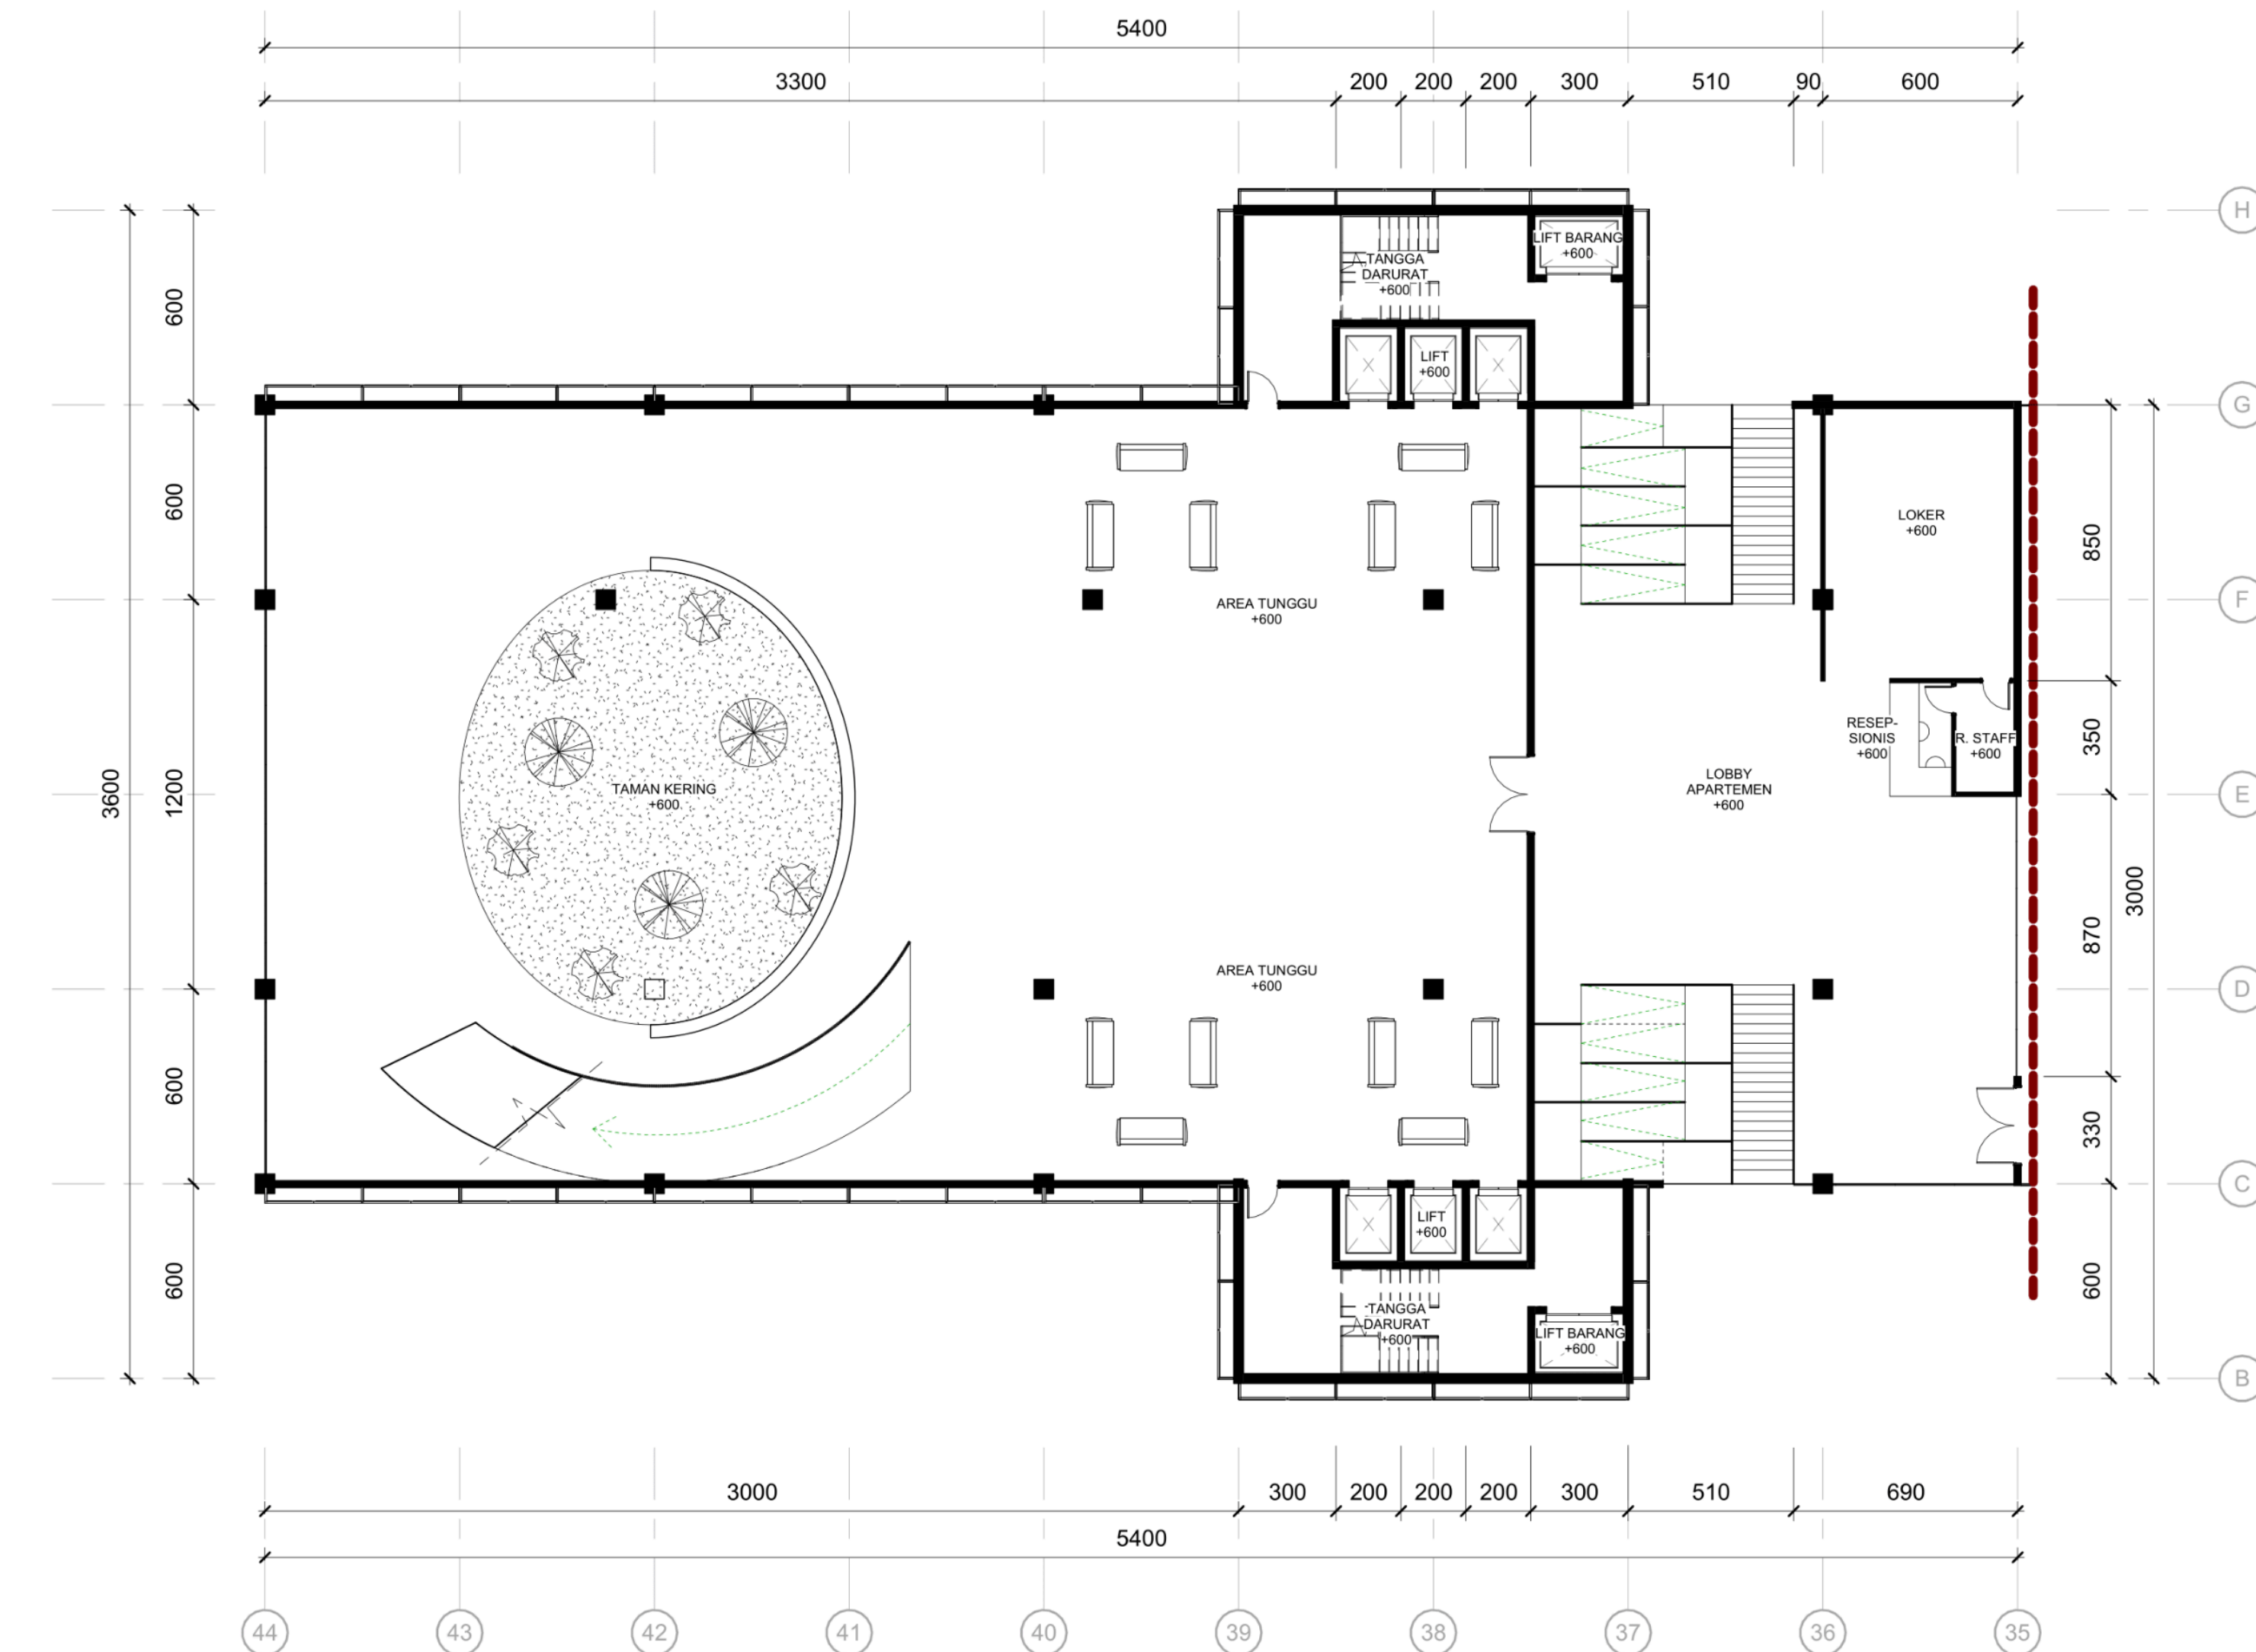 5400
3300
200
200
200
300
510
90
600
H
LIFT BARANG
+600
TANGGA
DARURAT
+600
600
LIFT
+600
G
600
LOKER
+600
850
AREA TUNGGU
+600
F
RESEP-
SIONIS
+600
R. STAFF
+600
350
TAMAN KERING
+600
LOBBY
APARTEMEN
+600
3600
1200
E
3000
870
AREA TUNGGU
+600
D
600
330
C
LIFT
+600
600
600
TANGGA
DARURAT
+600
LIFT BARANG
+600
B
3000
300
200
200
200
300
510
690
5400
44
43
42
41
40
39
38
37
36
35